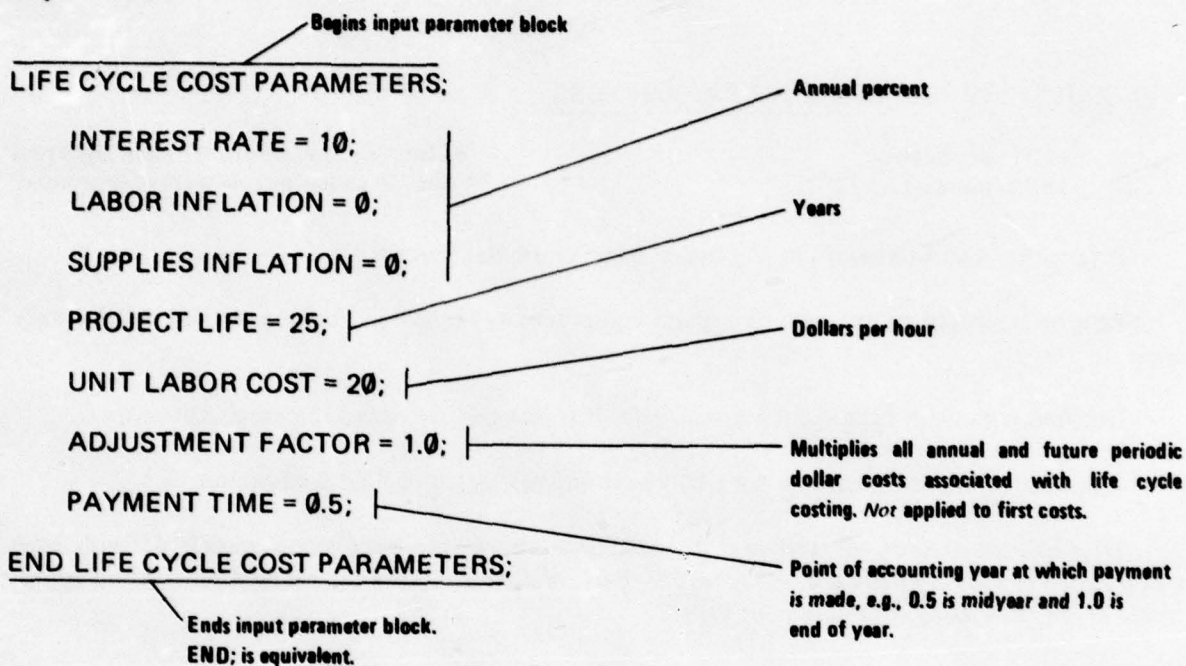 Begins input parameter block
LIFE CYCLE COST PARAMETERS;
Annual percent
INTEREST RATE = 10;
LABOR INFLATION = 0;
Years
SUPPLIES INFLATION = 0;
PROJECT LIFE = 25;
Dollars per hour
UNIT LABOR COST = 20;
ADJUSTMENT FACTOR = 1.0;
Multiplies all annual and future periodic
dollar costs associated with life cycle
costing. Not applied to first costs.
PAYMENT TIME = 0.5;
END LIFE CYCLE COST PARAMETERS;
Point of accounting year at which payment
is made, e.g., 0.5 is midyear and 1.0 is
end of year.
Ends input parameter block.
END; is equivalent.